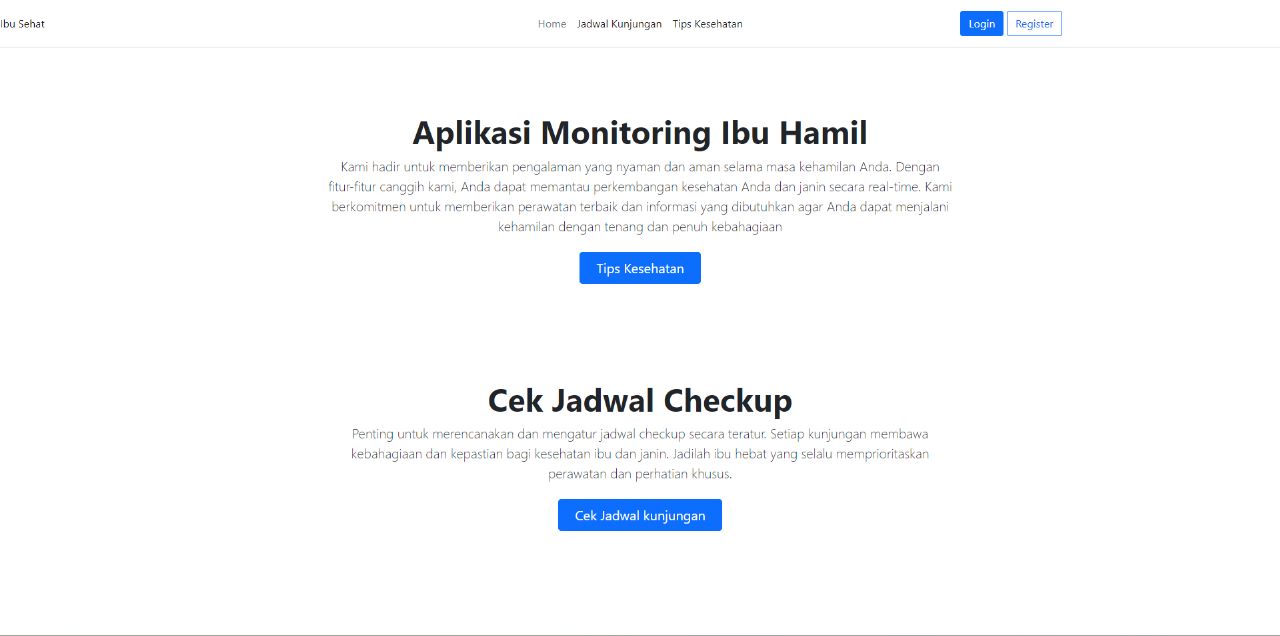 Ibu Sehat
Home Jadwal Kunjungan Tips Kesehatan
Login Register
Aplikasi Monitoring Ibu Hamil
Kami hadir untuk memberikan pengalaman yang nyaman dan aman selama masa kehamilan Anda. Dengan
fitur-fitur canggih kami, Anda dapat memantau perkembangan kesehatan Anda dan janin secara real-time. Kami
berkomitmen untuk memberikan perawatan terbaik dan informasi yang dibutuhkan agar Anda dapat menjalani
kehamilan dengan tenang dan penuh kebahagiaan
Tips Kesehatan
Cek Jadwal Checkup
Penting untuk merencanakan dan mengatur jadwal checkup secara teratur. Setiap kunjungan membawa
kebahagiaan dan kepastian bagi kesehatan ibu dan janin. Jadilah ibu hebat yang selalu memprioritaskan
perawatan dan perhatian khusus.
Cek Jadwal kunjungan